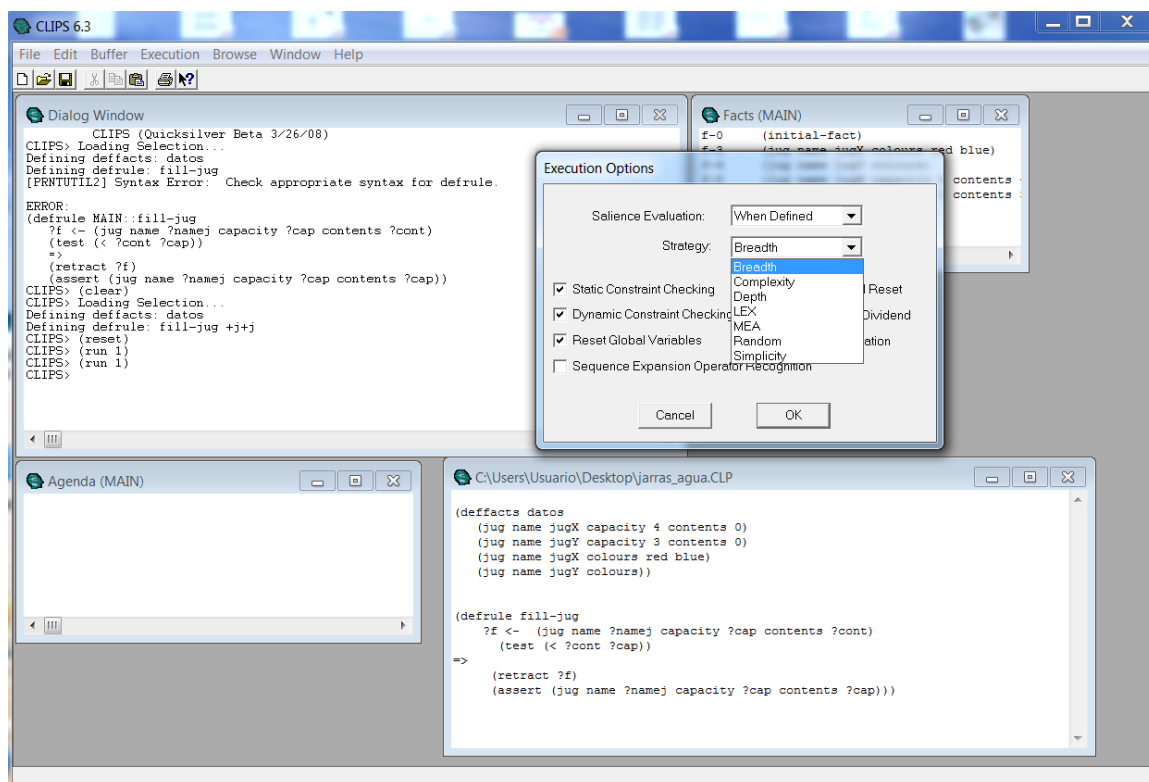 CLIPS 6.3
File Edit Buffer Execution Browse Window Help
Dialog Window
CLIPS (Quicksilver Beta 3/26/08)
CLIPS> Loading Selection...
Defining deffacts: datos
Defining defrule: fill-jug
[PRNTUTIL2] Syntax Error:  Check appropriate syntax for defrule.
ERROR:
(defrule MAIN::fill-jug
?f <- (jug name ?namej capacity ?cap contents ?cont)
(test (< ?cont ?cap))
=>
(retract ?f)
(assert (jug name ?namej capacity ?cap contents ?cap))
CLIPS> (clear)
CLIPS> Loading Selection...
Defining deffacts: datos
Defining defrule: fill-jug +j+j
CLIPS> (reset)
CLIPS> (run 1)
CLIPS> (run 1)
CLIPS>
Facts (MAIN)
f-0 (initial-fact)
f-3 (jug name jugX colours red blue)
contents
contents
Execution Options
Salience Evaluation: When Defined
Strategy: Breadth
Breadth
Complexity
Depth
LEX
MEA
Random
Simplicity
Static Constraint Checking
Reset
Dynamic Constraint Checking
Dividend
Reset Global Variables
ation
Sequence Expansion Operator Recognition
Cancel OK
Agenda (MAIN)
C:\Users\Usuario\Desktop\jarras_agua.CLP
(deffacts datos
(jug name jugX capacity 4 contents 0)
(jug name jugY capacity 3 contents 0)
(jug name jugX colours red blue)
(jug name jugY colours))
(defrule fill-jug
?f <-  (jug name ?namej capacity ?cap contents ?cont)
(test (< ?cont ?cap))
=>
(retract ?f)
(assert (jug name ?namej capacity ?cap contents ?cap)))